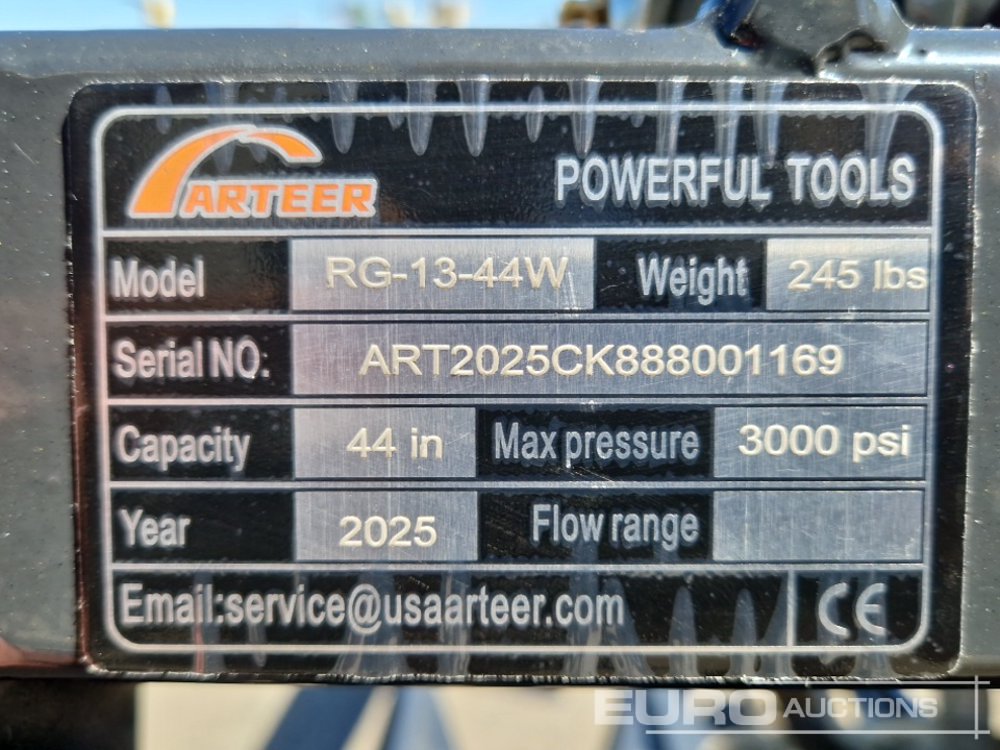 ARTEER POWERFUL TOOLS
Model RG-13-44W Weight 245 lbs
Serial NO: ART2025CK888001169
Capacity 44 in Max pressure 3000 psi
Year 2025 Flow range
Email:service@usaarteer.com CE
EURO AUCTIONS